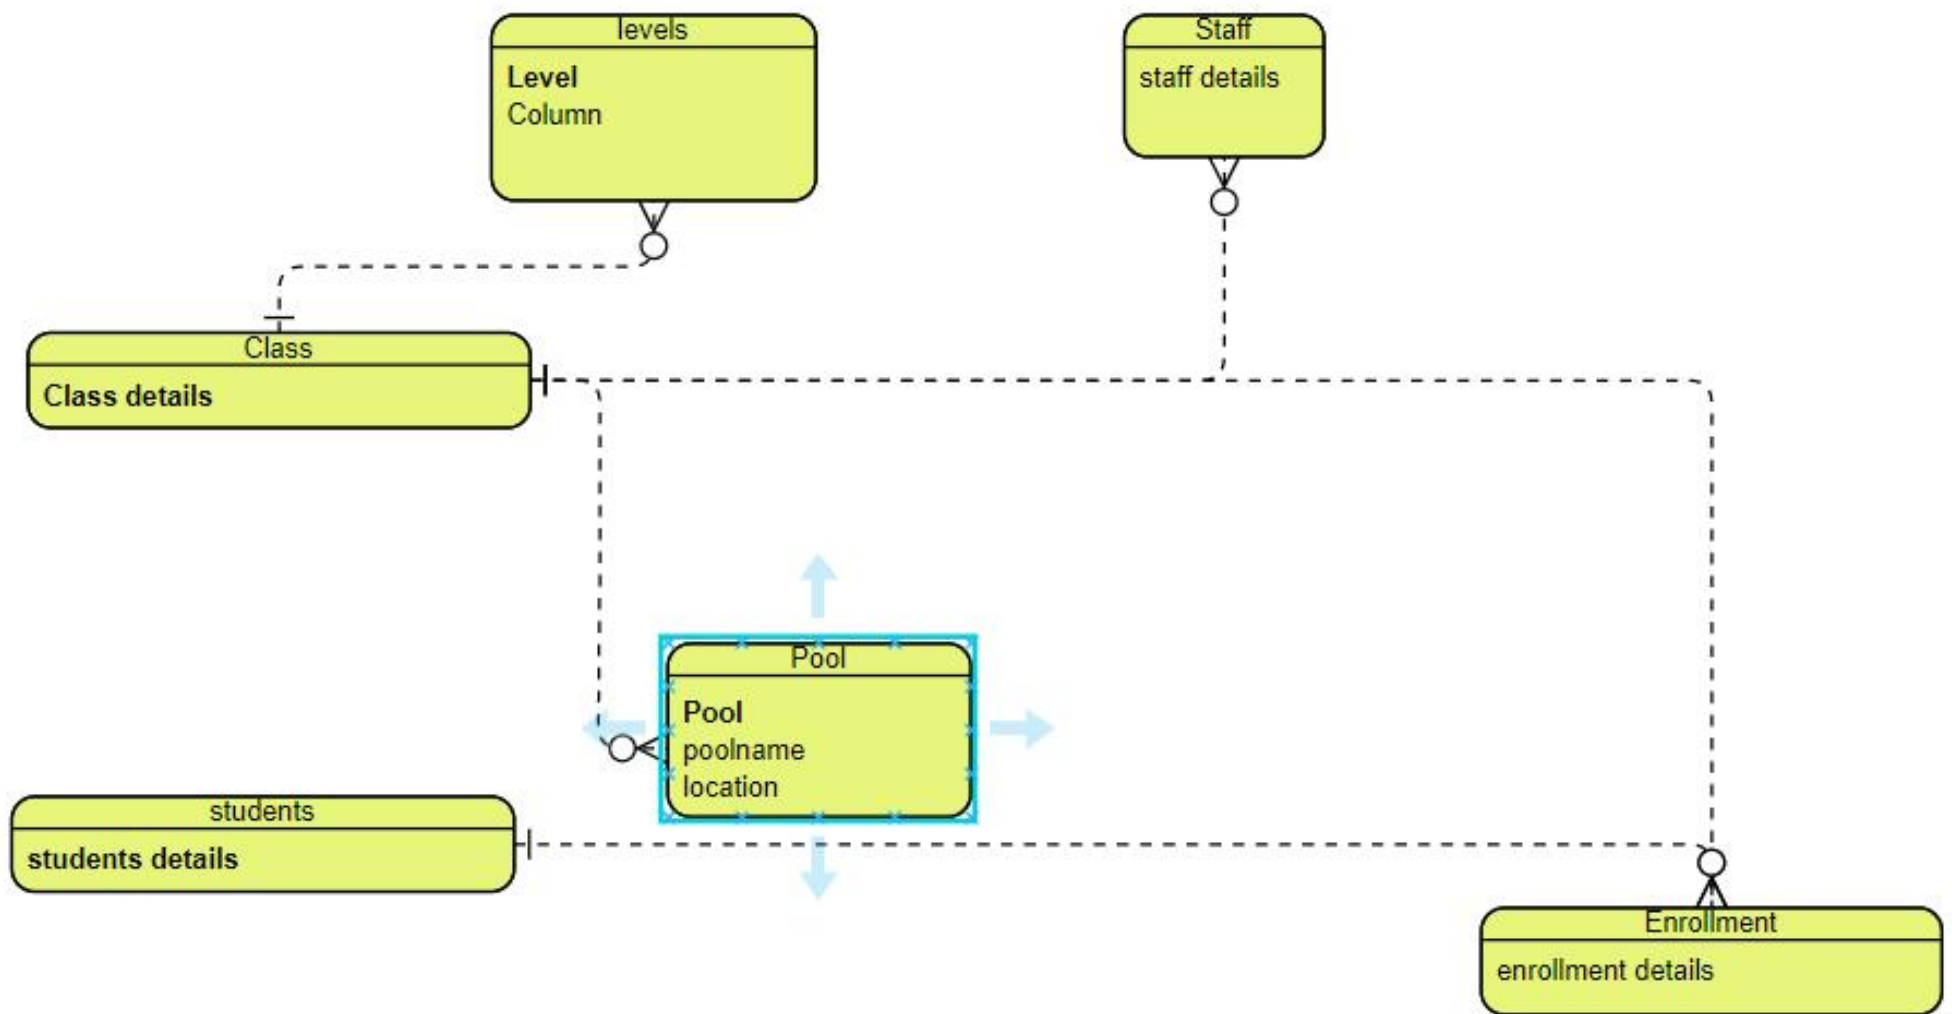 levels
Level
Column
Staff
staff details
Class
Class details
Pool
Pool
poolname
location
students
students details
Enrollment
enrollment details